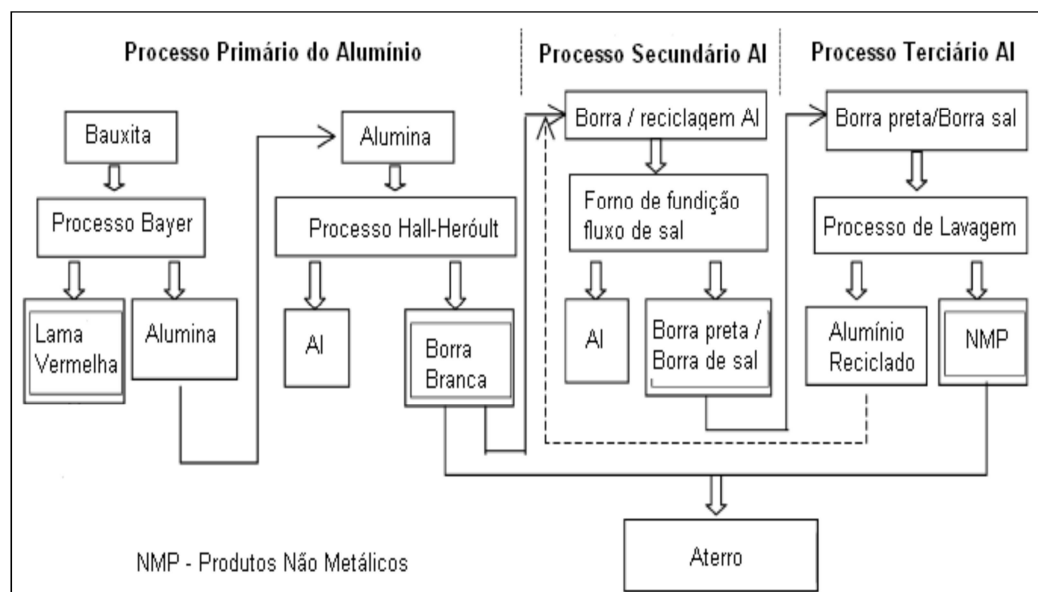 Processo Primário do Alumínio
Processo Secundário Al
Processo Terciário Al
Bauxita
Processo Bayer
Lama
Vermelha
Alumina
Alumina
Processo Hall-Heróult
Al
Borra
Branca
Borra / reciclagem Al
Forno de fundição
fluxo de sal
Al
Borra preta /
Borra de sal
Borra preta/Borra sal
Processo de Lavagem
Alumínio
Reciclado
NMP
Aterro
NMP - Produtos Não Metálicos